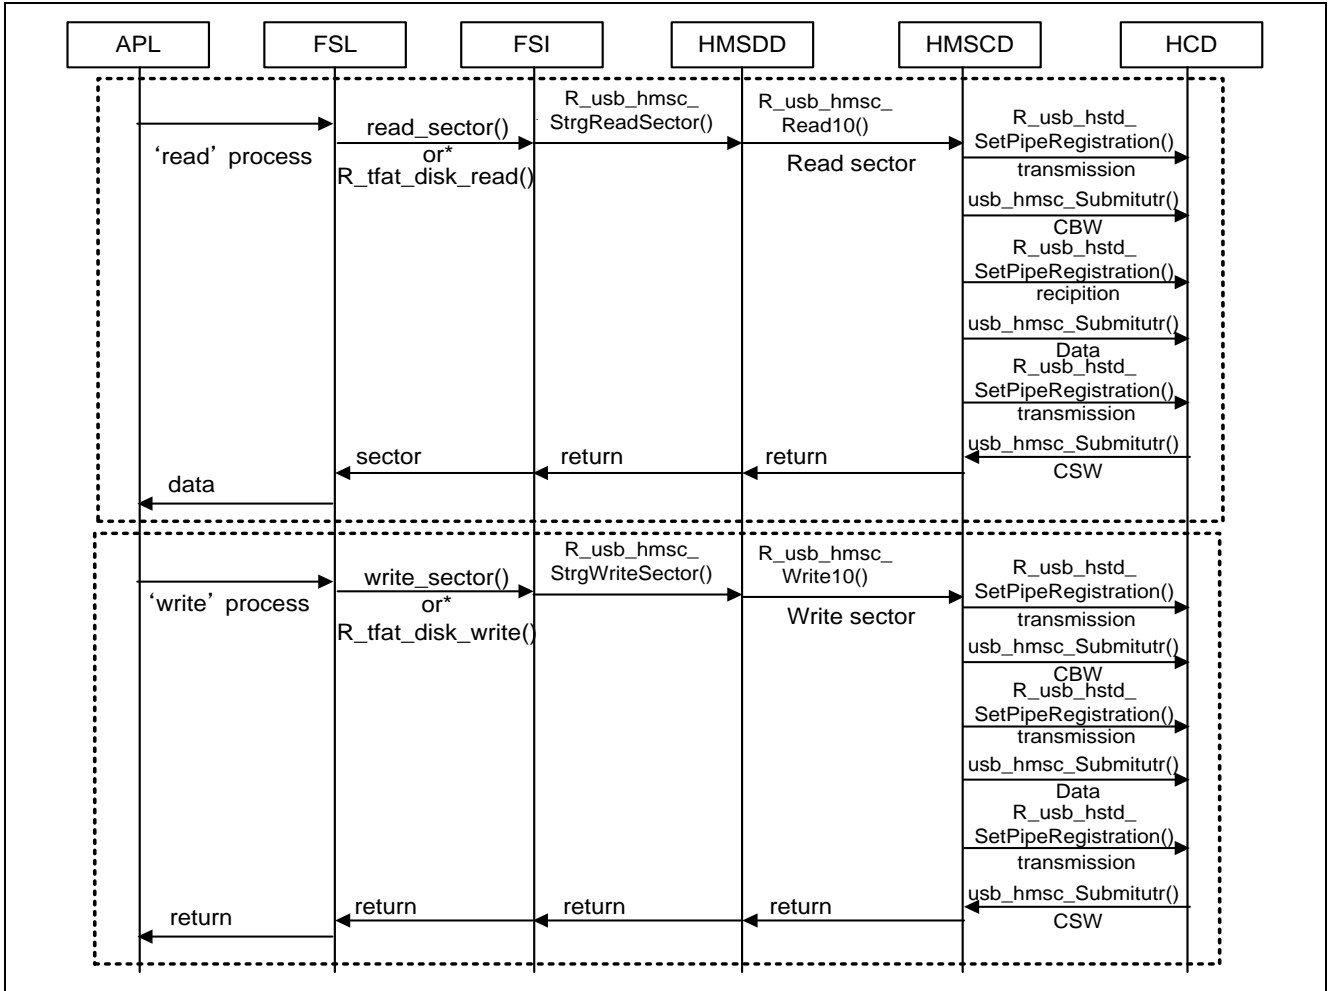 APL
FSL
FSI
HMSDD
HMSCD
HCD
‘read’ process
read_sector()
or*
R_tfat_disk_read()
R_usb_hmsc_
StrgReadSector()
R_usb_hmsc_
Read10()
Read sector
R_usb_hstd_
SetPipeRegistration()
transmission
usb_hmsc_Submitutr()
CBW
R_usb_hstd_
SetPipeRegistration()
recipition
usb_hmsc_Submitutr()
Data
R_usb_hstd_
SetPipeRegistration()
transmission
usb_hmsc_Submitutr()
CSW
return
return
sector
data
‘write’ process
write_sector()
or*
R_tfat_disk_write()
R_usb_hmsc_
StrgWriteSector()
R_usb_hmsc_
Write10()
Write sector
R_usb_hstd_
SetPipeRegistration()
transmission
usb_hmsc_Submitutr()
CBW
R_usb_hstd_
SetPipeRegistration()
transmission
usb_hmsc_Submitutr()
Data
R_usb_hstd_
SetPipeRegistration()
transmission
usb_hmsc_Submitutr()
CSW
return
return
return
return